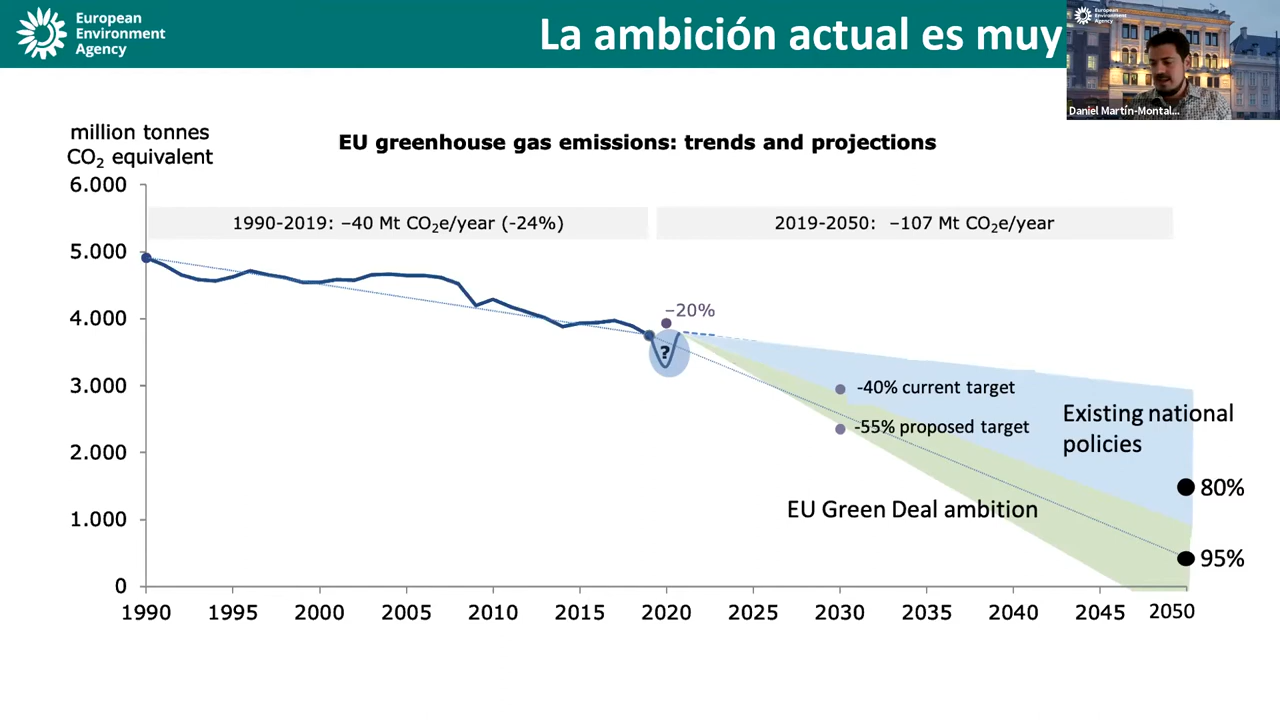 European
Environment
Agency
La ambición actual es muy
European
Environment
Agency
Daniel Martín-Montal...
million tonnes
CO₂ equivalent
EU greenhouse gas emissions: trends and projections
6.000
1990-2019: –40 Mt CO₂e/year (-24%)
2019-2050: –107 Mt CO₂e/year
5.000
4.000
–20%
?
3.000
-40% current target
-55% proposed target
Existing national
policies
2.000
80%
EU Green Deal ambition
1.000
95%
0
1990 1995 2000 2005 2010 2015 2020 2025 2030 2035 2040 2045 2050